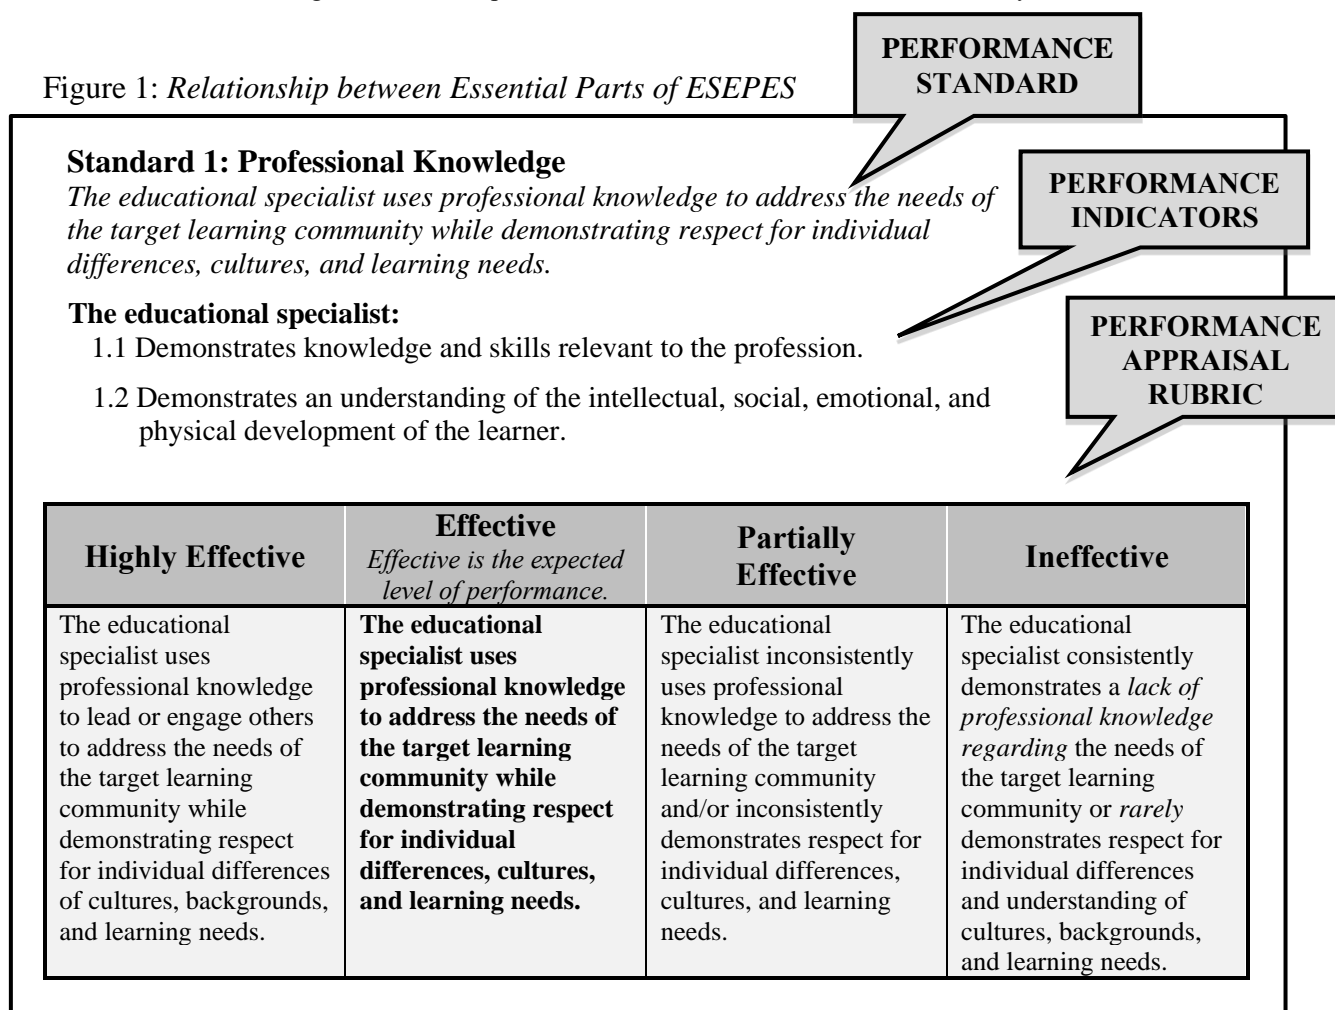 PERFORMANCE
STANDARD
Figure 1: Relationship between Essential Parts of ESEPES
Standard 1: Professional Knowledge
The educational specialist uses professional knowledge to address the needs of
the target learning community while demonstrating respect for individual
differences, cultures, and learning needs.
PERFORMANCE
INDICATORS
The educational specialist:
1.1 Demonstrates knowledge and skills relevant to the profession.
1.2 Demonstrates an understanding of the intellectual, social, emotional, and
physical development of the learner.
PERFORMANCE
APPRAISAL
RUBRIC
Highly Effective
Effective
Effective is the expected
level of performance.
Partially
Effective
Ineffective
The educational
specialist uses
professional knowledge
to lead or engage others
to address the needs of
the target learning
community while
demonstrating respect
for individual differences
of cultures, backgrounds,
and learning needs.
The educational
specialist uses
professional knowledge
to address the needs of
the target learning
community while
demonstrating respect
for individual
differences, cultures,
and learning needs.
The educational
specialist inconsistently
uses professional
knowledge to address the
needs of the target
learning community
and/or inconsistently
demonstrates respect for
individual differences,
cultures, and learning
needs.
The educational
specialist consistently
demonstrates a lack of
professional knowledge
regarding the needs of
the target learning
community or rarely
demonstrates respect for
individual differences
and understanding of
cultures, backgrounds,
and learning needs.